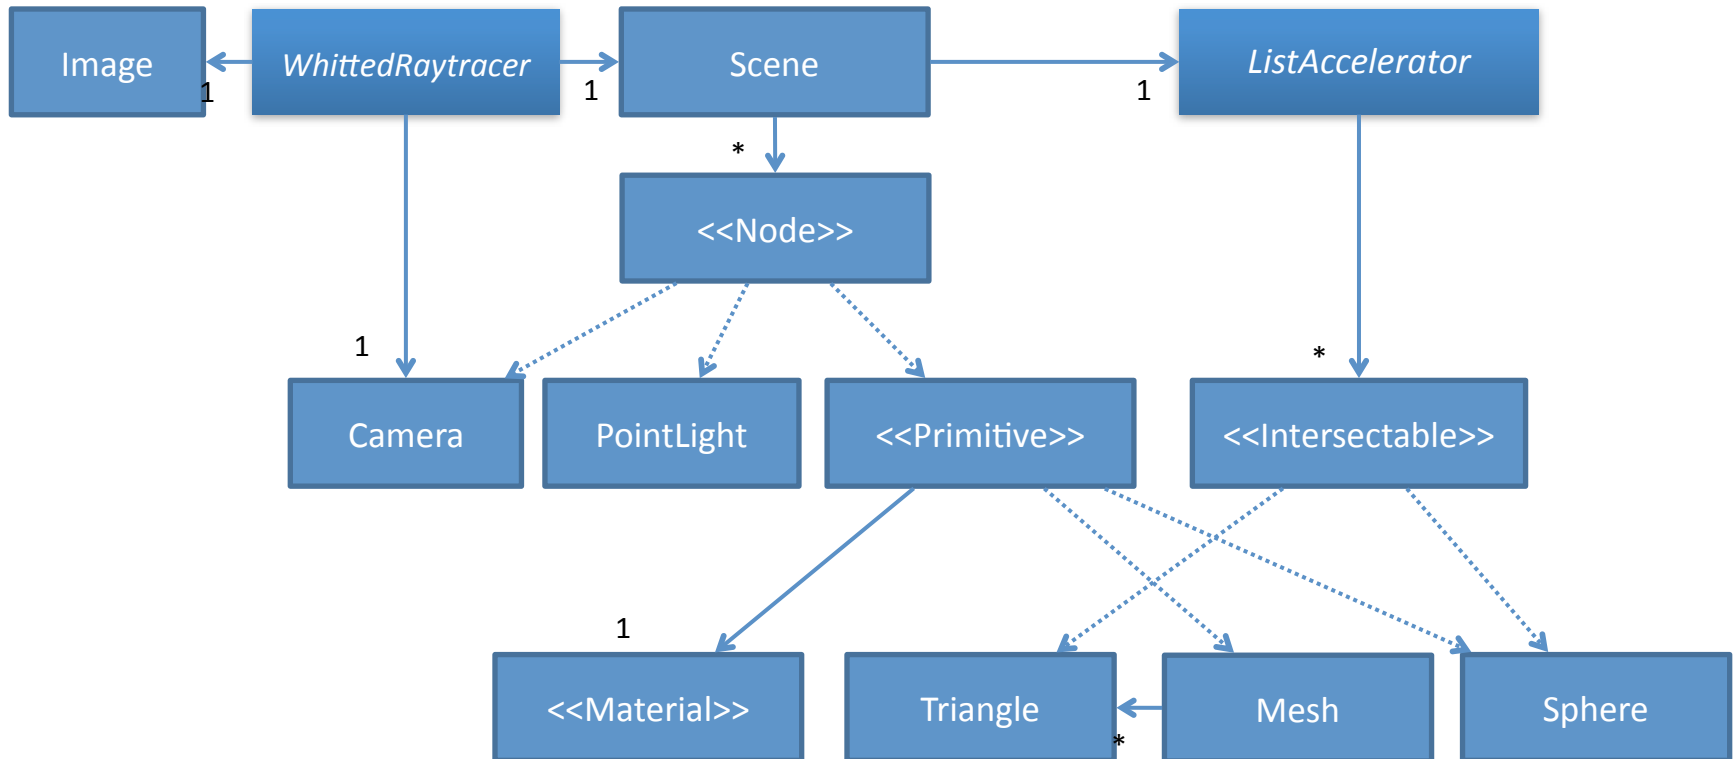 Image
WhittedRaytracer
Scene
ListAccelerator
1
1
1
*
<<Node>>
1
*
Camera
PointLight
<<Primitive>>
<<Intersectable>>
1
<<Material>>
Triangle
Mesh
Sphere
*